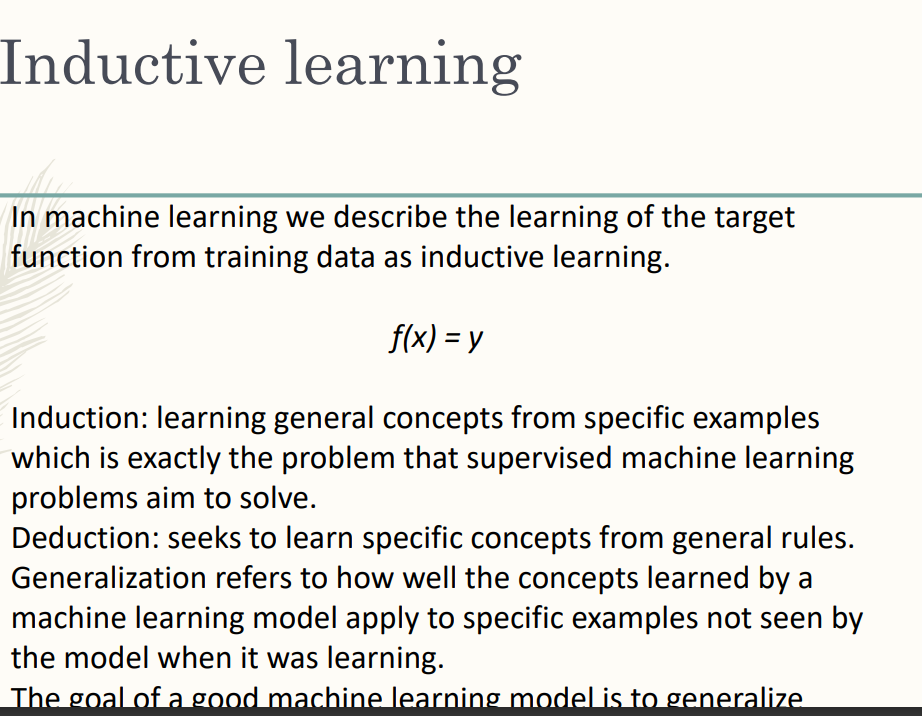 Inductive learning
In machine learning we describe the learning of the target
function from training data as inductive learning.
f(x) = y
Induction: learning general concepts from specific examples
which is exactly the problem that supervised machine learning
problems aim to solve.
Deduction: seeks to learn specific concepts from general rules.
Generalization refers to how well the concepts learned by a
machine learning model apply to specific examples not seen by
the model when it was learning.
The goal of a good machine learning model is to generalize